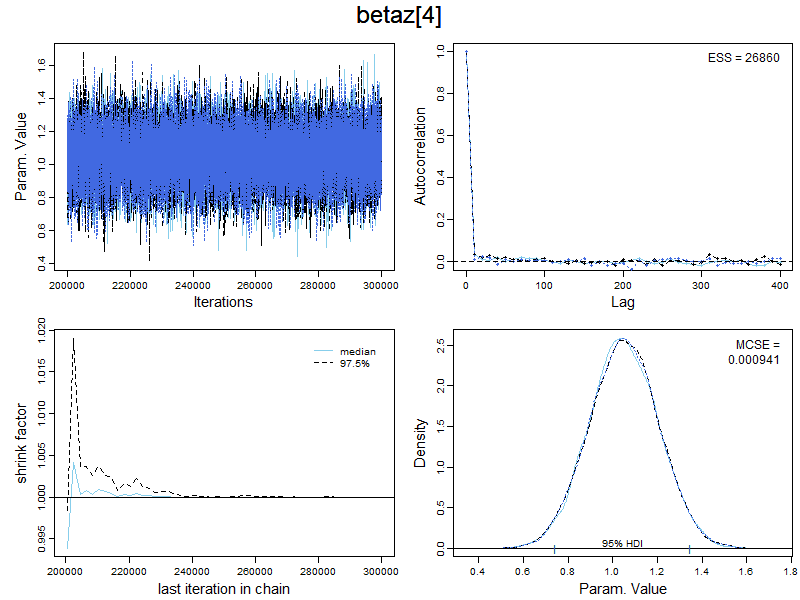 betaz[4]
Param. Value
0.4 0.6 0.8 1.0 1.2 1.4 1.6
200000 220000 240000 260000 280000 300000
Iterations
ESS = 26860
Autocorrelation
0.0 0.2 0.4 0.6 0.8 1.0
0 100 200 300 400
Lag
median
97.5%
shrink factor
0.995 1.000 1.005 1.010 1.015 1.020
200000 220000 240000 260000 280000 300000
last iteration in chain
MCSE =
0.000941
Density
0.0 0.5 1.0 1.5 2.0 2.5
95% HDI
0.4 0.6 0.8 1.0 1.2 1.4 1.6 1.8
Param. Value